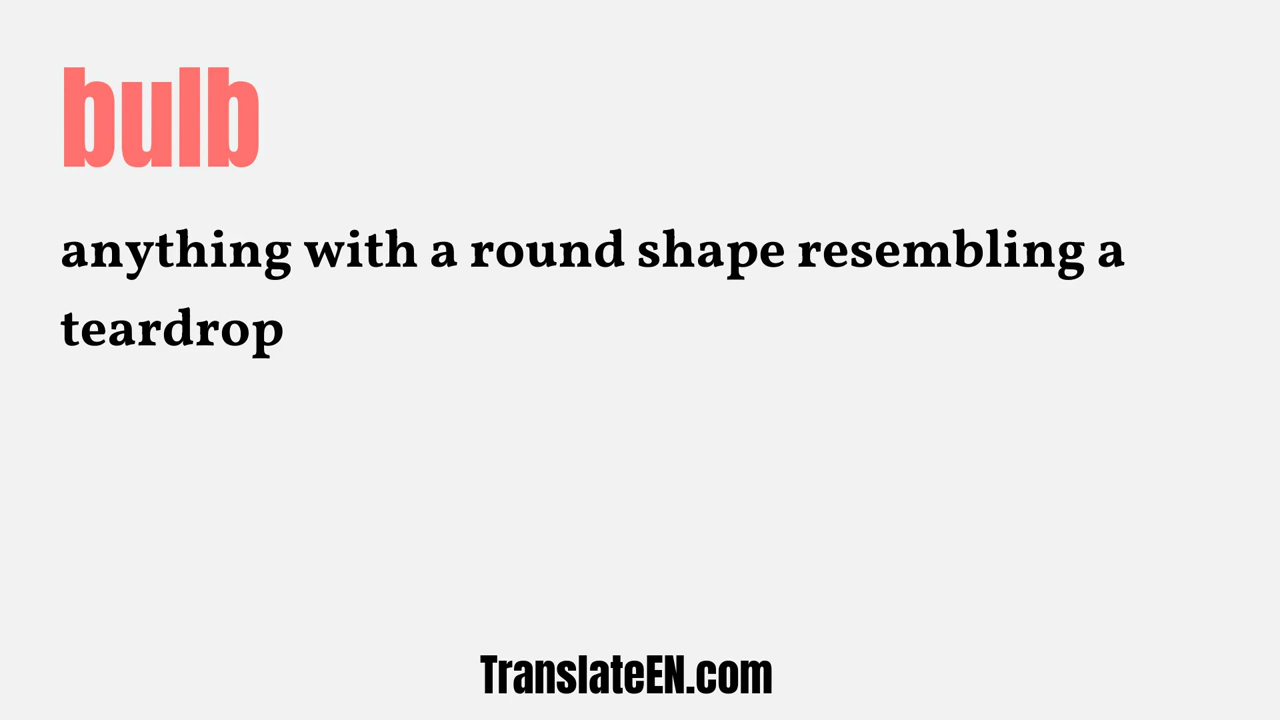 bulb
anything with a round shape resembling a
teardrop
TranslateEN.com